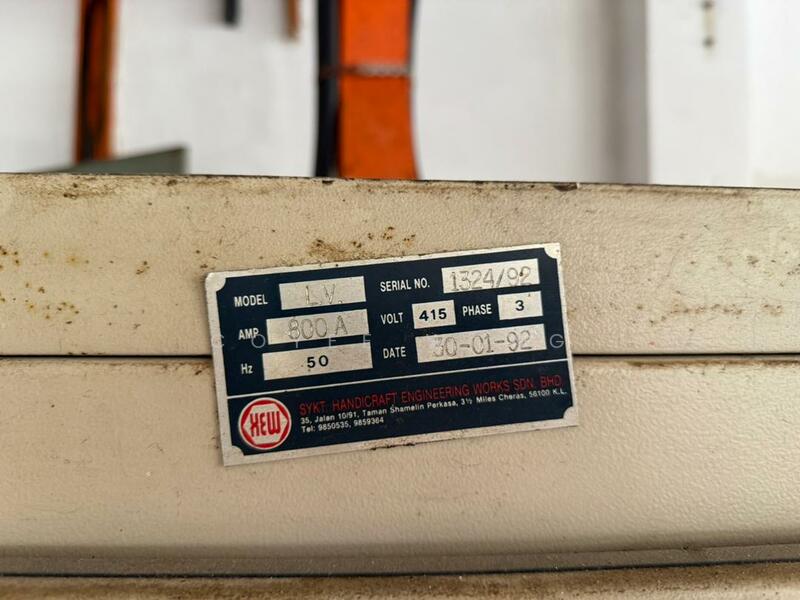 MODEL L.V. SERIAL NO. 1324/92
AMP 800 A VOLT 415 PHASE 3
Hz 50 DATE 30-01-92
HEW
SYKT. HANDICRAFT ENGINEERING WORKS SDN. BHD.
35, Jalan 10/91, Taman Shamelin Perkasa, 3½ Miles Cheras, 56100 K.L.
Tel: 9850535, 9859364